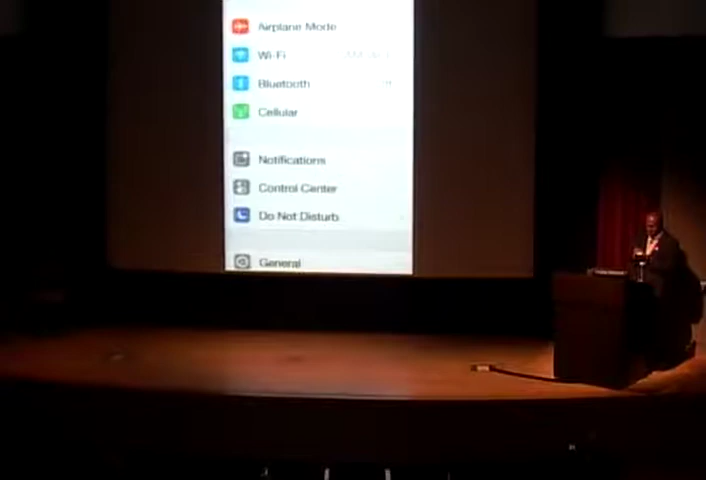 Airplane Mode
Wi-Fi
Bluetooth
Cellular
Notifications
Control Center
Do Not Disturb
General